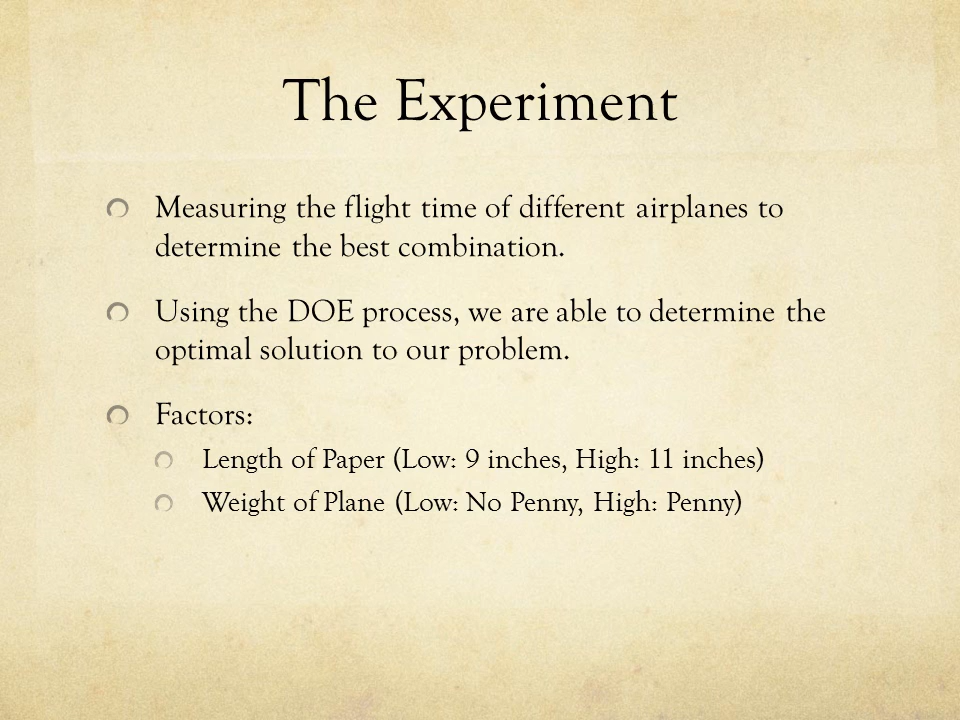 The Experiment
Measuring the flight time of different airplanes to
determine the best combination.
Using the DOE process, we are able to determine the
optimal solution to our problem.
Factors:
Length of Paper (Low: 9 inches, High: 11 inches)
Weight of Plane (Low: No Penny, High: Penny)